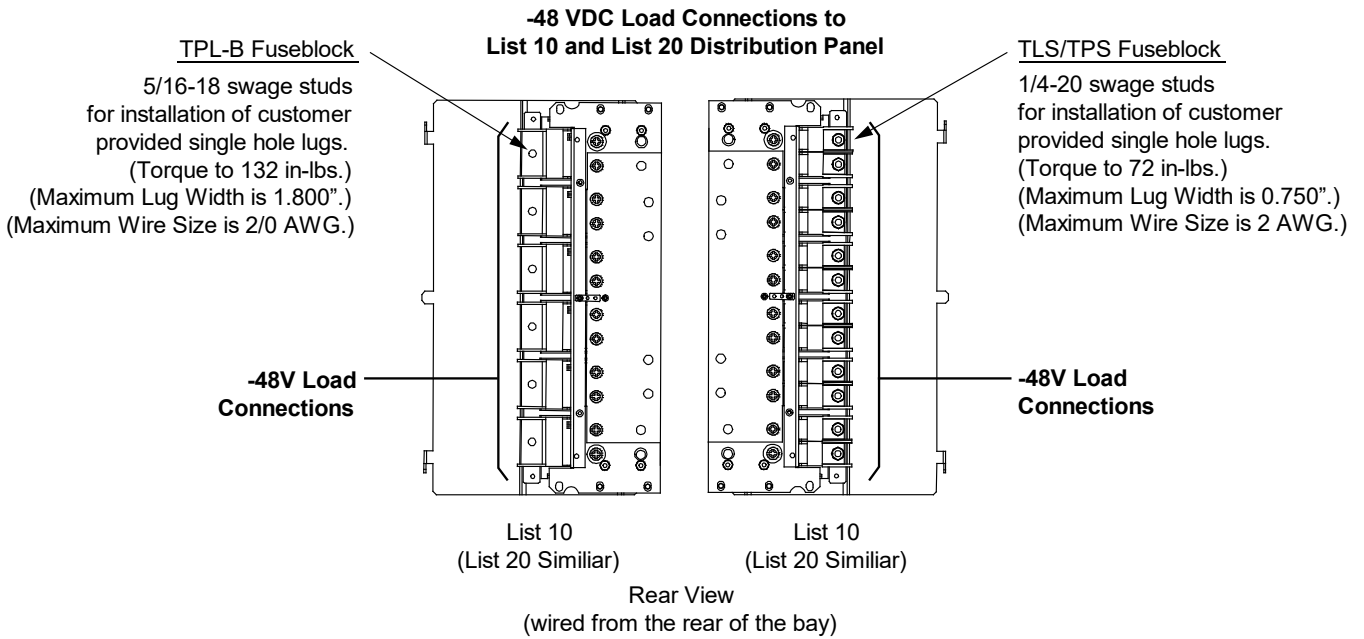 -48 VDC Load Connections to
List 10 and List 20 Distribution Panel
TPL-B Fuseblock
5/16-18 swage studs
for installation of customer
provided single hole lugs.
(Torque to 132 in-lbs.)
(Maximum Lug Width is 1.800”.)
(Maximum Wire Size is 2/0 AWG.)
TLS/TPS Fuseblock
1/4-20 swage studs
for installation of customer
provided single hole lugs.
(Torque to 72 in-lbs.)
(Maximum Lug Width is 0.750”.)
(Maximum Wire Size is 2 AWG.)
-48V Load
Connections
-48V Load
Connections
List 10
(List 20 Similiar)
List 10
(List 20 Similiar)
Rear View
(wired from the rear of the bay)